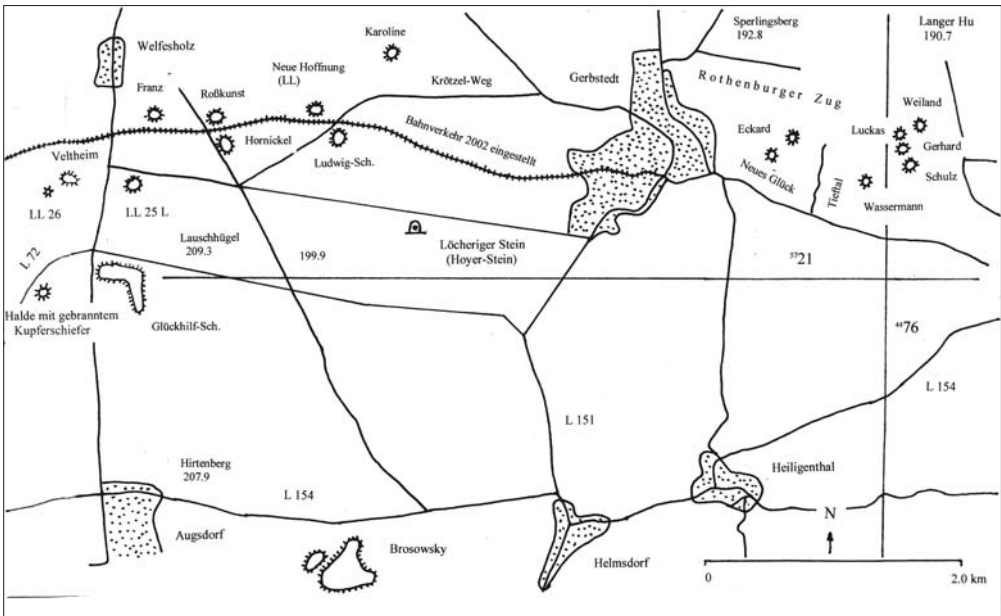 Welfesholz
Karoline
Sperlingsberg
192.8
Langer Hu
190.7
Neue Hoffnung
(LL)
Krötzel-Weg
Gerbstedt
Rothenburger Zug
Franz
Roßkunst
Weiland
Luckas
Eckard
Gerhard
Hornickel
Bahnverkehr 2002 eingestellt
Veltheim
Ludwig-Sch.
Neues Glück
Tieftal
Schulz
LL 26
LL 25 L
Wassermann
Lauschhügel
209.3
199.9
Löcheriger Stein
(Hoyer-Stein)
L 72
⁵⁷21
Halde mit gebranntem
Kupferschiefer
Glückhilf-Sch.
⁴⁴76
L 154
L 151
Hirtenberg
207.9
Heiligenthal
L 154
Augsdorf
Brosowsky
Helmsdorf
N
0
2.0 km